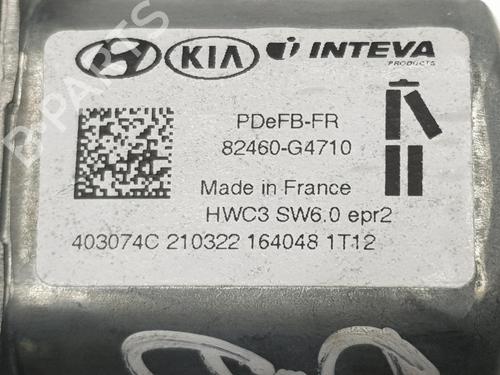 HYUNDAI KIA INTEVA
PRODUCTS
PDeFB-FR
82460-G4710
Made in France
HWC3 SW6.0 epr2
403074C 210322 164048 1T12
B-PARTS